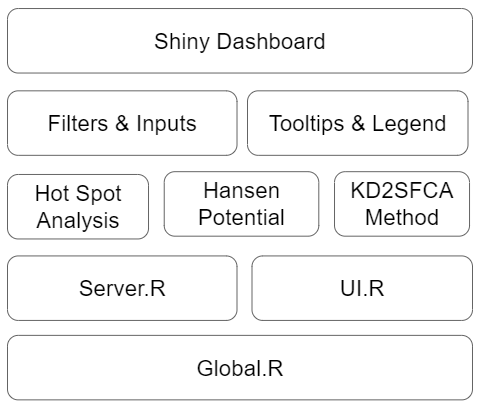 Shiny Dashboard
Filters & Inputs
Tooltips & Legend
Hot Spot
Analysis
Hansen
Potential
KD2SFCA
Method
Server.R
UI.R
Global.R